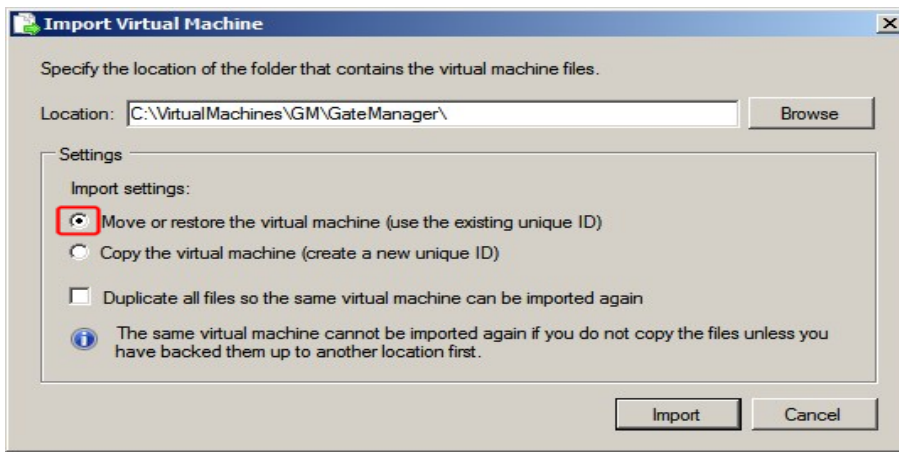 Import Virtual Machine
Specify the location of the folder that contains the virtual machine files.
Location: C:\VirtualMachines\GM\GateManager\ Browse
Settings
Import settings:
Move or restore the virtual machine (use the existing unique ID)
Copy the virtual machine (create a new unique ID)
Duplicate all files so the same virtual machine can be imported again
The same virtual machine cannot be imported again if you do not copy the files unless you
have backed them up to another location first.
Import Cancel